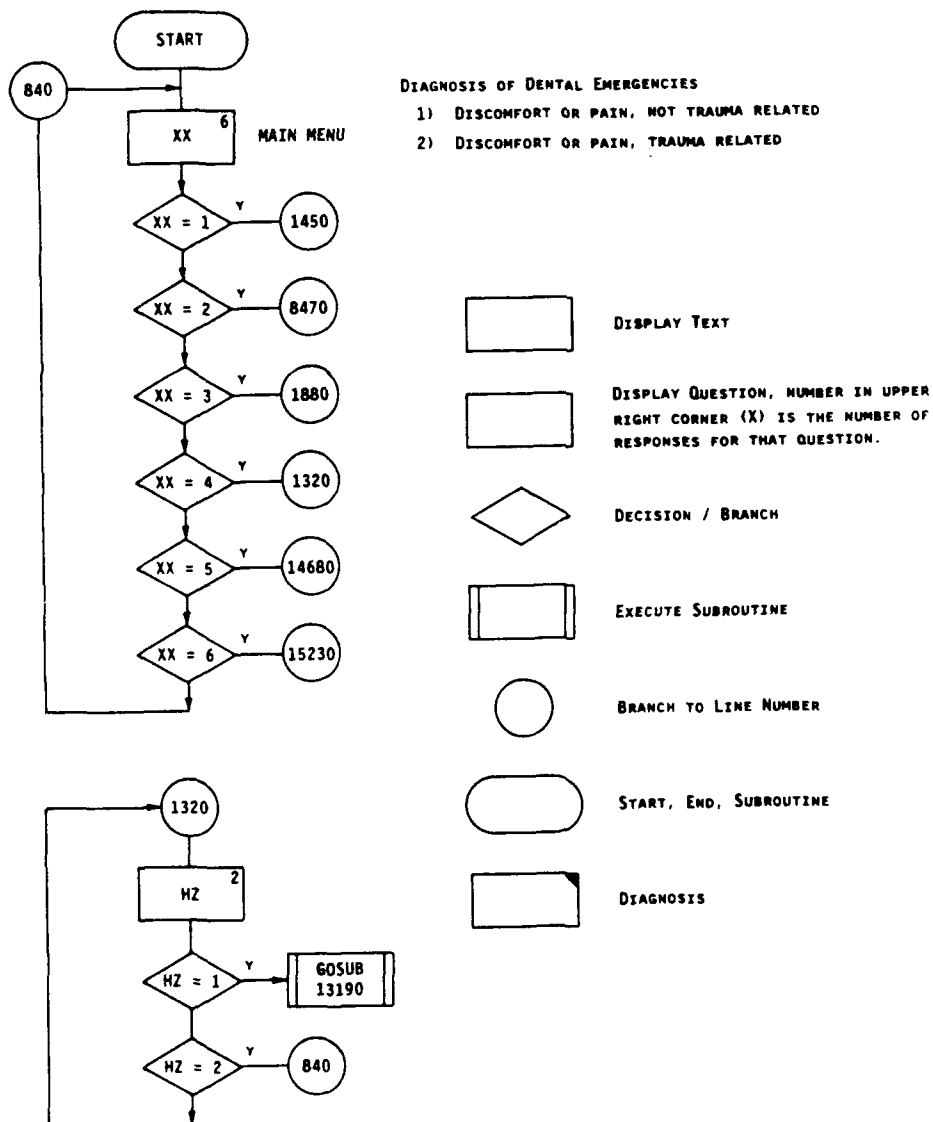 START
840
6
XX
MAIN MENU
XX = 1
Y
1450
XX = 2
Y
8470
XX = 3
Y
1880
XX = 4
Y
1320
XX = 5
Y
14680
XX = 6
Y
15230
1320
2
HZ
HZ = 1
Y
GOSUB
13190
HZ = 2
Y
840
DIAGNOSIS OF DENTAL EMERGENCIES
1) DISCOMFORT OR PAIN, NOT TRAUMA RELATED
2) DISCOMFORT OR PAIN, TRAUMA RELATED
DISPLAY TEXT
DISPLAY QUESTION, NUMBER IN UPPER
RIGHT CORNER (X) IS THE NUMBER OF
RESPONSES FOR THAT QUESTION.
DECISION / BRANCH
EXECUTE SUBROUTINE
BRANCH TO LINE NUMBER
START, END, SUBROUTINE
DIAGNOSIS